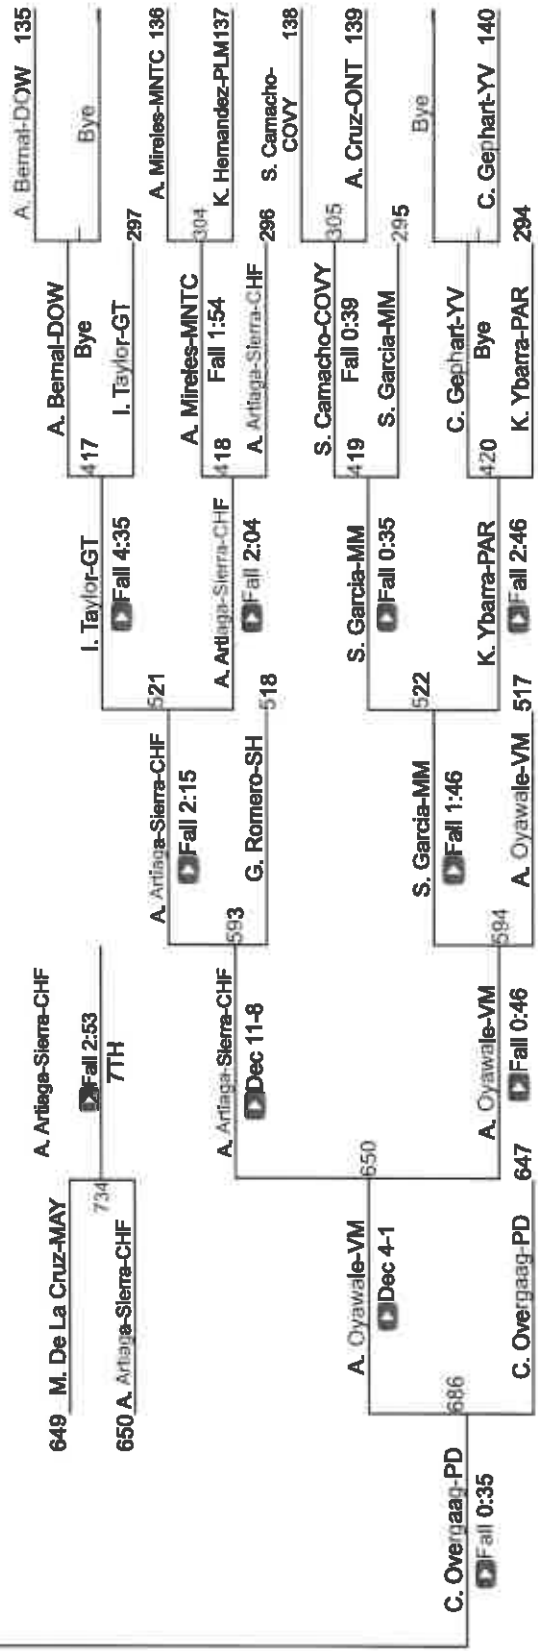 A. Bernal-DOW 135
A. Artiaga-Sierra-CHF
649 M. De La Cruz-MAY
A. Bernal-DOW
Fall 2:53
I. Taylor-GT
417 Bye
Bye
734
7TH
Fall 4:35
I. Taylor-GT 297
650 A. Artiaga-Sierra-CHF
A. Artiaga-Sierra-CHF
521
A. Mireles-MNTC 136
Fall 2:15
A. Mireles-MNTC
304
A. Artiaga-Sierra-CHF
593
A. Artiaga-Sierra-CHF
418 Fall 1:54
K. Hernandez-PLM 137
Dec 11-8
G. Romero-SH 518
Fall 2:04
A. Artiaga-Sierra-CHF 296
S. Camacho-COVY 138
S. Camacho-COVY
305
A. Oyawale-VM
650
S. Garcia-MM
419 Fall 0:39
A. Cruz-ONT 139
Dec 4-1
Fall 0:35
S. Garcia-MM 295
S. Garcia-MM
522
Bye
C. Overgaag-PD
686
Fall 1:46
C. Gephart-YV
Fall 0:35
A. Oyawale-VM
594
K. Ybarra-PAR
420 Bye
C. Gephart-YV 140
C. Overgaag-PD 647
Fall 0:46
A. Oyawale-VM 517
Fall 2:46
K. Ybarra-PAR 294